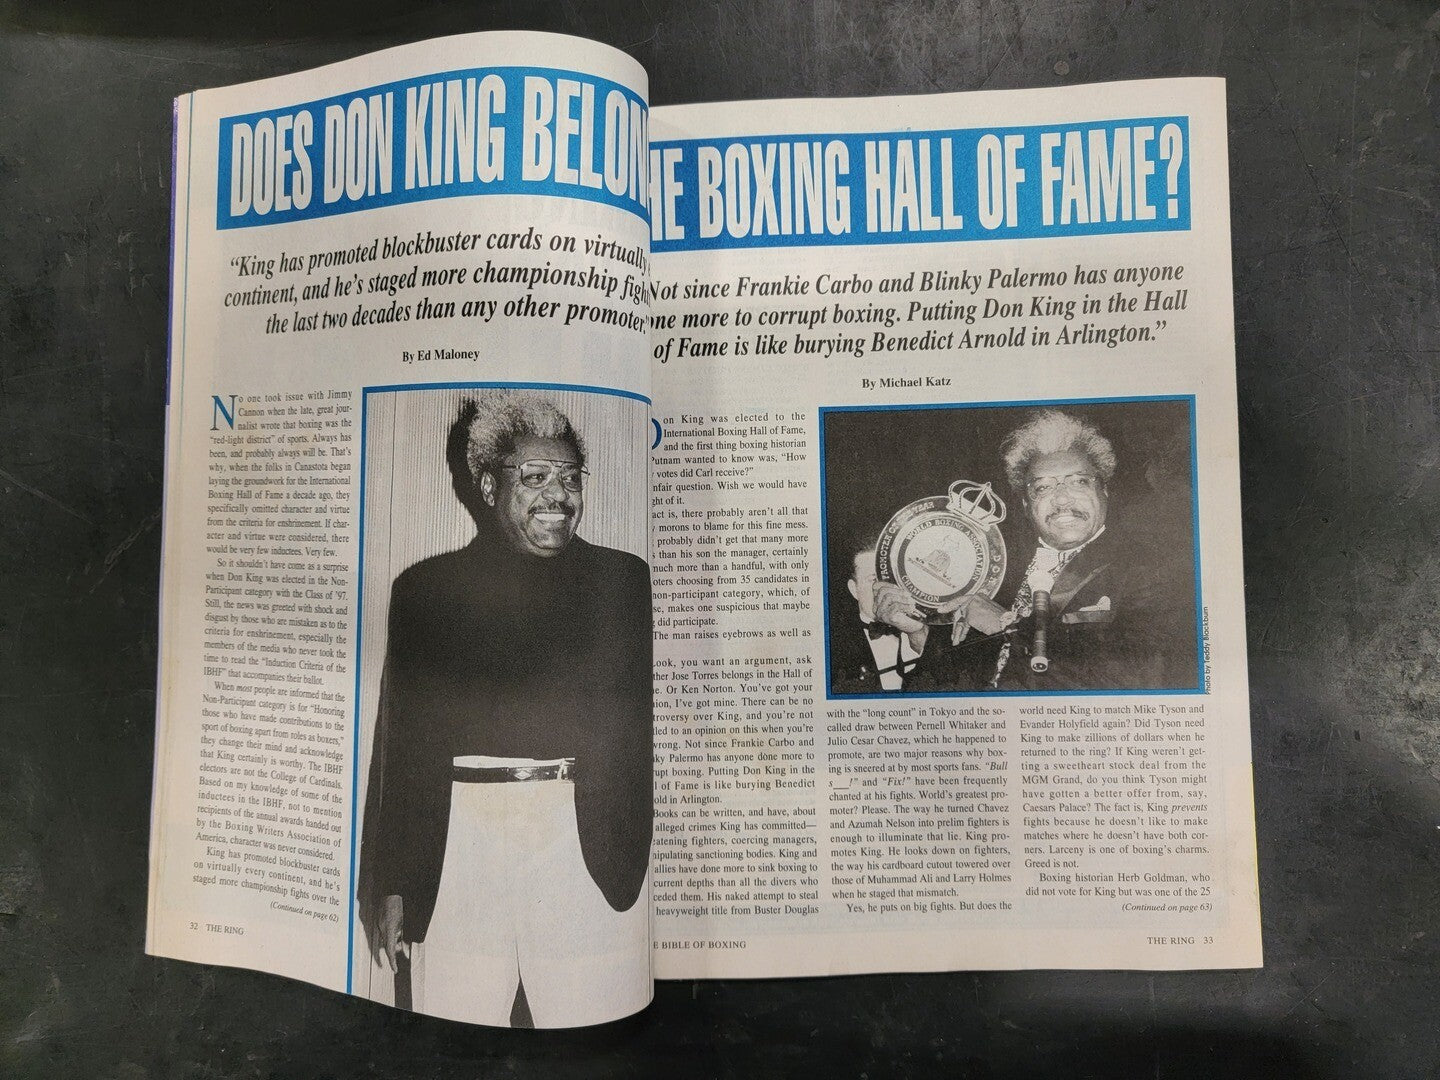 DOES DON KING BELON
HE BOXING HALL OF FAME?
“King has promoted blockbuster cards on virtually
continent, and he’s staged more championship figh
the last two decades than any other promoter.”
By Ed Maloney
No one took issue with Jimmy
Cannon when the late, great jour-
nalist wrote that boxing was the
“red-light district” of sports. Always has
been, and probably always will be. That’s
why, when the folks in Canastota began
laying the groundwork for the International
Boxing Hall of Fame a decade ago, they
specifically omitted character and virtue
from the criteria for enshrinement. If char-
acter and virtue were considered, there
would be very few inductees. Very few.
So it shouldn’t have come as a surprise
when Don King was elected in the Non-
Participant category with the Class of ’97.
Still, the news was greeted with shock and
disgust by those who are mistaken as to the
criteria for enshrinement, especially the
members of the media who never took the
time to read the “Induction Criteria of the
IBHF” that accompanies their ballot.
When most people are informed that the
Non-Participant category is for “Honoring
those who have made contributions to the
sport of boxing apart from roles as boxers,”
they change their mind and acknowledge
that King certainly is worthy. The IBHF
electors are not the College of Cardinals.
Based on my knowledge of some of the
inductees in the IBHF, not to mention
recipients of the annual awards handed out
by the Boxing Writers Association of
America, character was never considered.
King has promoted blockbuster cards
on virtually every continent, and he’s
staged more championship fights over the
(Continued on page 62)
32 THE RING
Not since Frankie Carbo and Blinky Palermo has anyone
one more to corrupt boxing. Putting Don King in the Hall
of Fame is like burying Benedict Arnold in Arlington.”
By Michael Katz
on King was elected to the
International Boxing Hall of Fame,
and the first thing boxing historian
Putnam wanted to know was, “How
votes did Carl receive?”
nfair question. Wish we would have
ght of it.
act is, there probably aren’t all that
morons to blame for this fine mess.
probably didn’t get that many more
than his son the manager, certainly
much more than a handful, with only
oters choosing from 35 candidates in
non-participant category, which, of
se, makes one suspicious that maybe
did participate.
The man raises eyebrows as well as
Look, you want an argument, ask
ther Jose Torres belongs in the Hall of
e. Or Ken Norton. You’ve got your
ion, I’ve got mine. There can be no
troversy over King, and you’re not
led to an opinion on this when you’re
wrong. Not since Frankie Carbo and
ky Palermo has anyone done more to
rupt boxing. Putting Don King in the
l of Fame is like burying Benedict
old in Arlington.
Books can be written, and have, about
alleged crimes King has committed—
eatening fighters, coercing managers,
nipulating sanctioning bodies. King and
allies have done more to sink boxing to
current depths than all the divers who
ceded them. His naked attempt to steal
heavyweight title from Buster Douglas
PROMOTER OF THE YEAR
WORLD BOXING ASSOCIATION
CHAMPION
DON
Photo by Teddy Blackburn
with the “long count” in Tokyo and the so-
called draw between Pernell Whitaker and
Julio Cesar Chavez, which he happened to
promote, are two major reasons why box-
ing is sneered at by most sports fans. “Bull
s__!” and “Fix!” have been frequently
chanted at his fights. World’s greatest pro-
moter? Please. The way he turned Chavez
and Azumah Nelson into prelim fighters is
enough to illuminate that lie. King pro-
motes King. He looks down on fighters,
the way his cardboard cutout towered over
those of Muhammad Ali and Larry Holmes
when he staged that mismatch.
Yes, he puts on big fights. But does the
world need King to match Mike Tyson and
Evander Holyfield again? Did Tyson need
King to make zillions of dollars when he
returned to the ring? If King weren’t get-
ting a sweetheart stock deal from the
MGM Grand, do you think Tyson might
have gotten a better offer from, say,
Caesars Palace? The fact is, King prevents
fights because he doesn’t like to make
matches where he doesn’t have both cor-
ners. Larceny is one of boxing’s charms.
Greed is not.
Boxing historian Herb Goldman, who
did not vote for King but was one of the 25
(Continued on page 63)
E BIBLE OF BOXING
THE RING 33